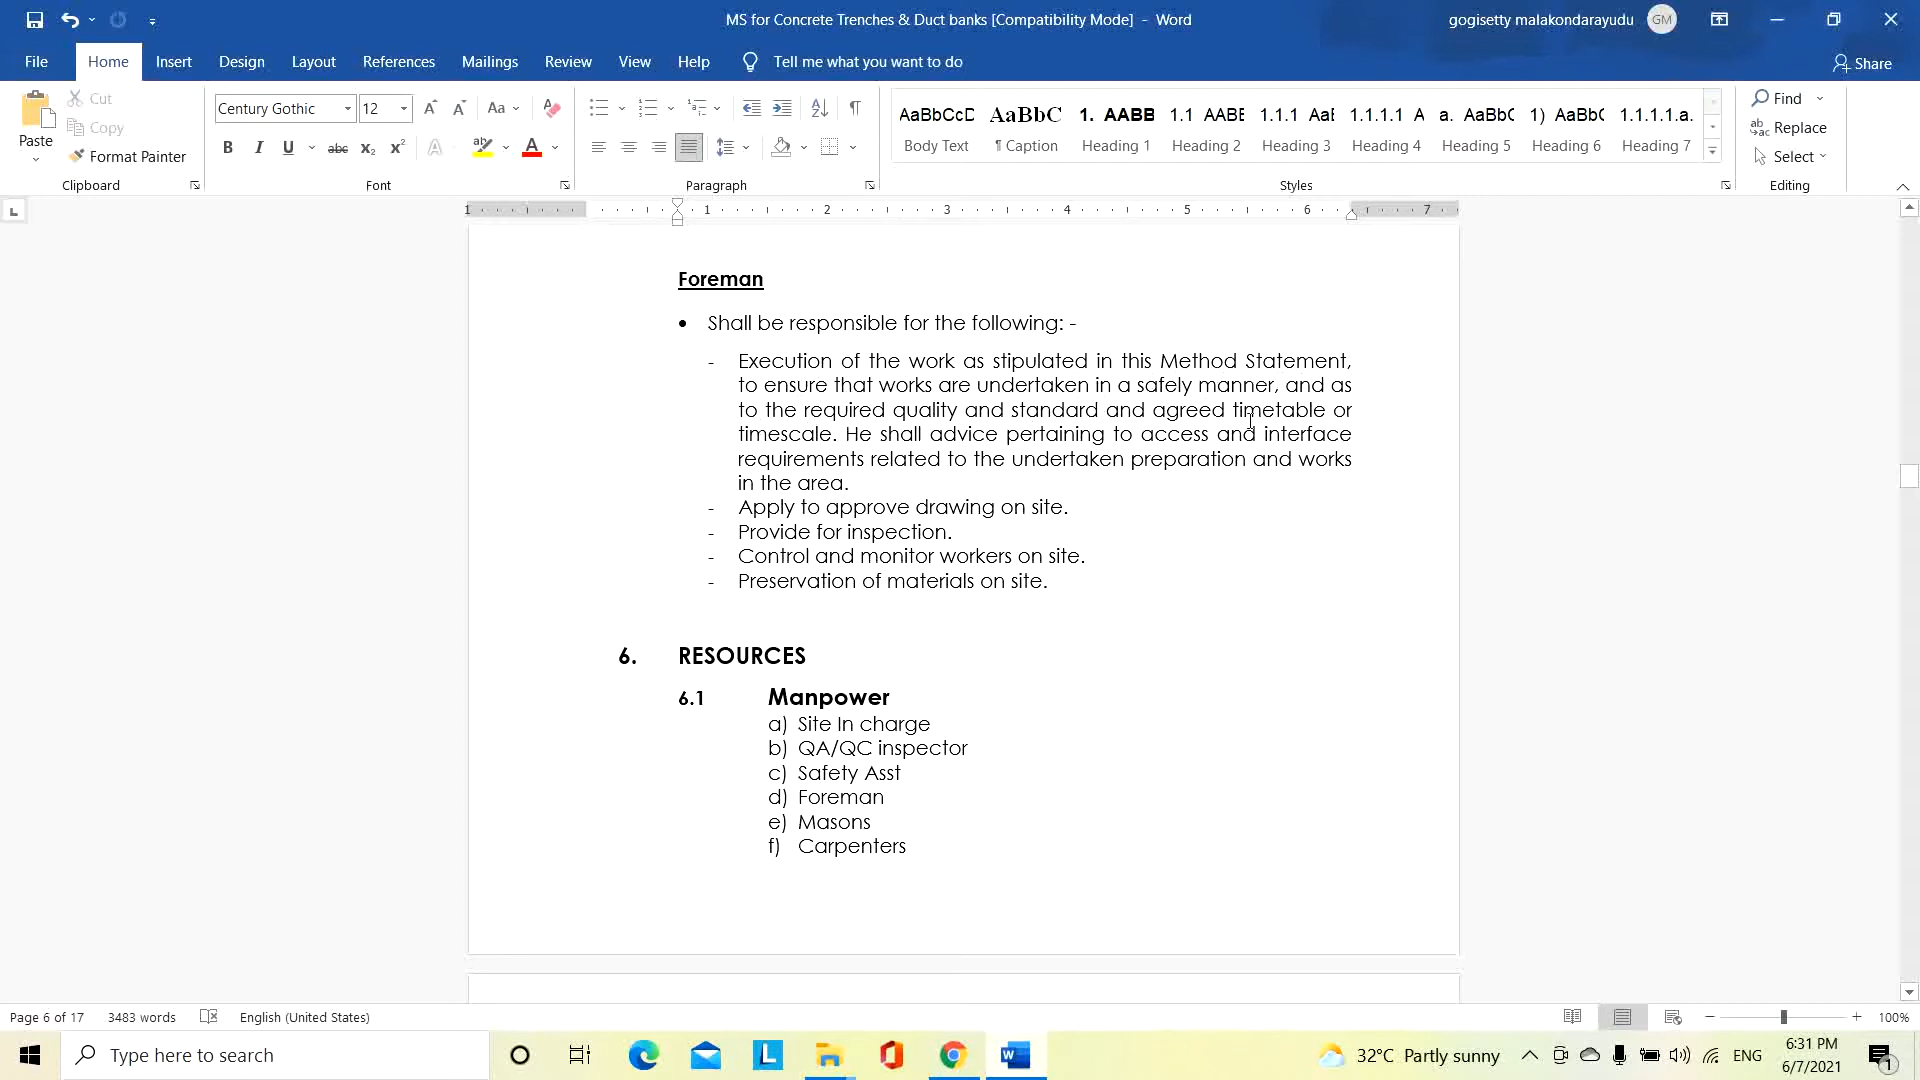 MS for Concrete Trenches & Duct banks [Compatibility Mode] - Word
gogisetty malakondarayudu GM
File Home Insert Design Layout References Mailings Review View Help Tell me what you want to do
Share
Paste
Cut
Copy
Format Painter
Clipboard
Century Gothic 12
Font
Paragraph
AaBbCcD AaBbC 1. AABB 1.1 AABE 1.1.1 AaE 1.1.1.1 A a. AaBbC 1) AaBbC 1.1.1.1.a.
Body Text ¶ Caption Heading 1 Heading 2 Heading 3 Heading 4 Heading 5 Heading 6 Heading 7
Styles
Find
Replace
Select
Editing
1 1 2 3 4 5 6 7
Foreman
• Shall be responsible for the following: -
- Execution of the work as stipulated in this Method Statement,
to ensure that works are undertaken in a safely manner, and as
to the required quality and standard and agreed timetable or
timescale. He shall advice pertaining to access and interface
requirements related to the undertaken preparation and works
in the area.
- Apply to approve drawing on site.
- Provide for inspection.
- Control and monitor workers on site.
- Preservation of materials on site.
6. RESOURCES
6.1 Manpower
a) Site In charge
b) QA/QC inspector
c) Safety Asst
d) Foreman
e) Masons
f) Carpenters
Page 6 of 17 3483 words English (United States) 100%
Type here to search
32°C Partly sunny ENG
6:31 PM
6/7/2021
1